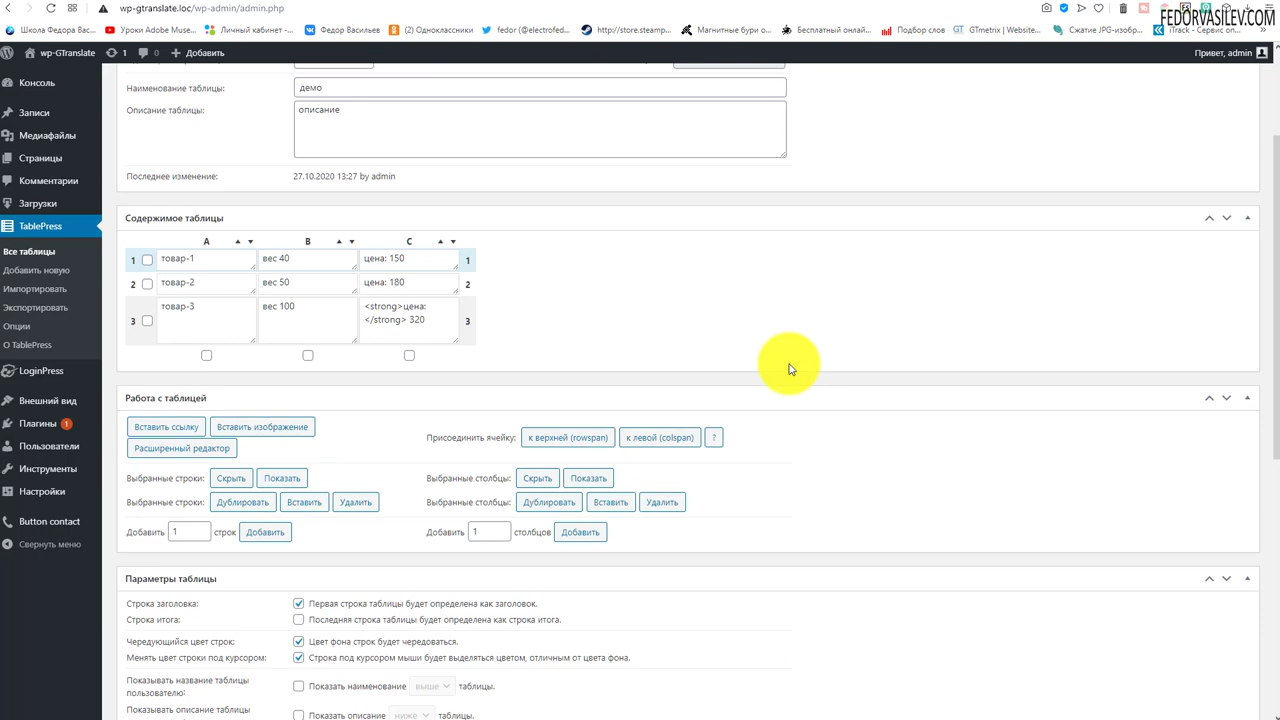 wp-gtranslate.loc/wp-admin/admin.php
FEDORVASILEV.COM
Школа Федора Вас...
Уроки Adobe Muse...
Личный кабинет -...
Федор Васильев
(2) Одноклассники
fedor (@electrofed...
http://store.steamp...
Магнитные бури о...
Бесплатный онлай...
Подбор слов
GTmetrix | Website...
Сжатие JPG-изобр...
iTrack - Сервис оп...
wp-GTranslate
1
0
Добавить
Привет, admin
Консоль
Записи
Медиафайлы
Страницы
Комментарии
Загрузки
TablePress
Все таблицы
Добавить новую
Импортировать
Экспортировать
Опции
О TablePress
LoginPress
Внешний вид
Плагины 1
Пользователи
Инструменты
Настройки
Button contact
Свернуть меню
Наименование таблицы:
демо
Описание таблицы:
описание
Последнее изменение:
27.10.2020 13:27 by admin
Содержимое таблицы
A B C
1 товар-1 вес 40 цена: 150 1
2 товар-2 вес 50 цена: 180 2
3 товар-3 вес 100 <strong>цена:
</strong> 320 3
Работа с таблицей
Вставить ссылку Вставить изображение
Расширенный редактор
Присоединить ячейку: к верхней (rowspan) к левой (colspan) ?
Выбранные строки: Скрыть Показать
Выбранные столбцы: Скрыть Показать
Выбранные строки: Дублировать Вставить Удалить
Выбранные столбцы: Дублировать Вставить Удалить
Добавить 1 строк Добавить
Добавить 1 столбцов Добавить
Параметры таблицы
Строка заголовка: Первая строка таблицы будет определена как заголовок.
Строка итога: Последняя строка таблицы будет определена как строка итога.
Чередующийся цвет строк: Цвет фона строк будет чередоваться.
Менять цвет строки под курсором: Строка под курсором мыши будет выделяться цветом, отличным от цвета фона.
Показывать название таблицы
пользователю:
Показать наименование выше таблицы.
Показывать описание таблицы
Показать описание ниже таблицы.